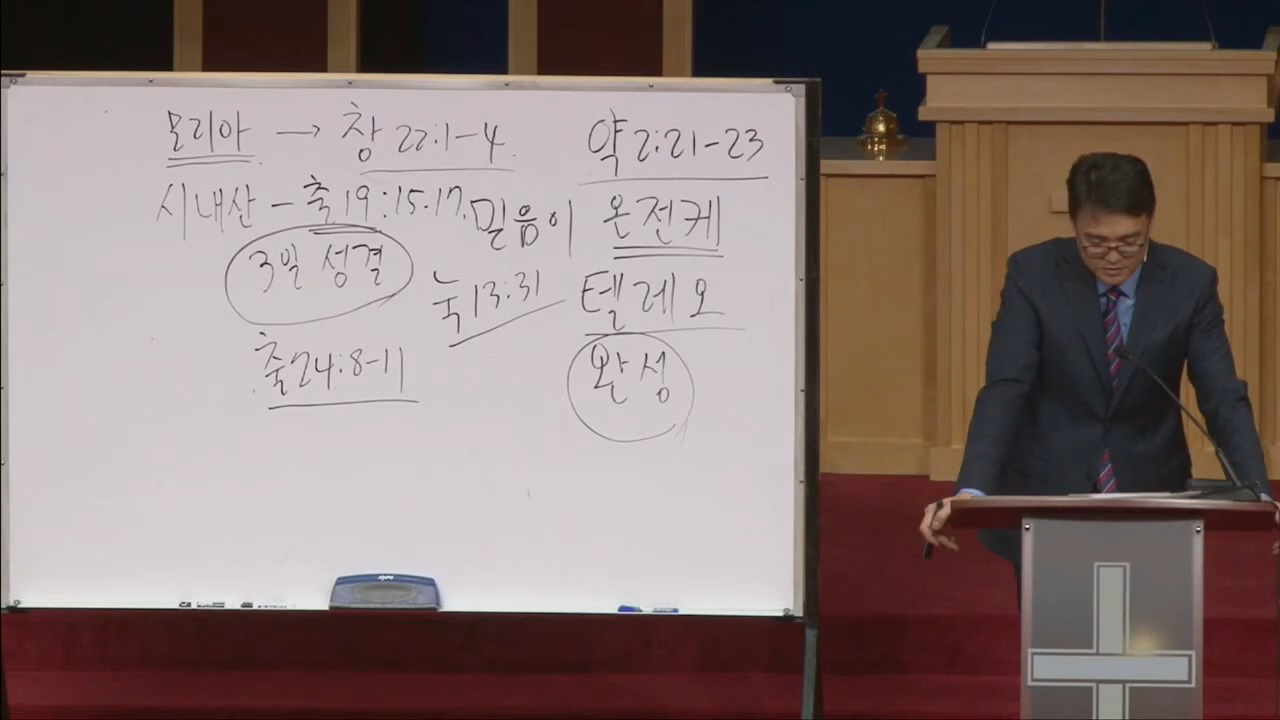 모리아 → 창 22:1-4
약 2:21-23
시내산 - 출 19:15-17
믿음이 온전케
3일 성결
눅 13:31
텔레오
출 24:8-11
완성